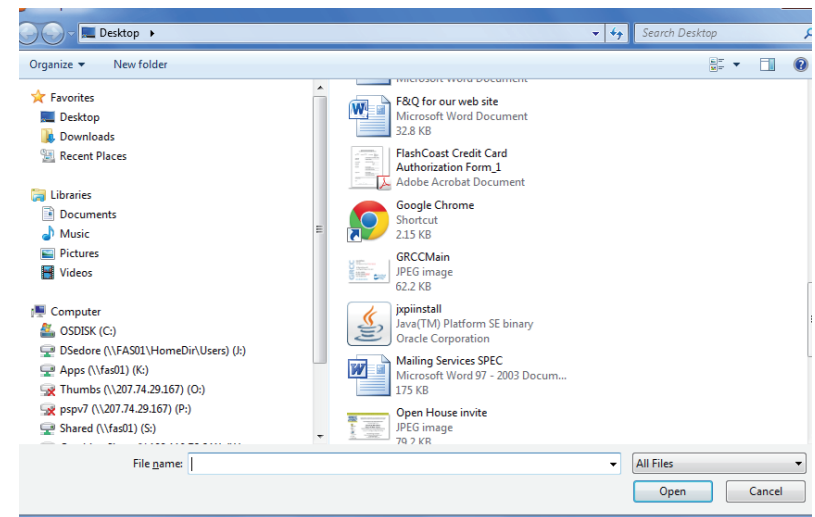 Desktop
Search Desktop
Organize
New folder
Favorites
Desktop
Downloads
Recent Places
Libraries
Documents
Music
Pictures
Videos
Computer
OSDISK (C:)
DSedore (\\FAS01\HomeDir\Users) (J:)
Apps (\\fas01) (K:)
Thumbs (\\207.74.29.167) (O:)
pspv7 (\\207.74.29.167) (P:)
Shared (\\fas01) (S:)
Microsoft Word Document
F&Q for our web site
Microsoft Word Document
32.8 KB
FlashCoast Credit Card
Authorization Form_1
Adobe Acrobat Document
Google Chrome
Shortcut
2.15 KB
GRCCMain
JPEG image
62.2 KB
jxpiinstall
Java(TM) Platform SE binary
Oracle Corporation
Mailing Services SPEC
Microsoft Word 97 - 2003 Docum...
175 KB
Open House invite
JPEG image
79.2 KB
File name:
All Files
Open
Cancel